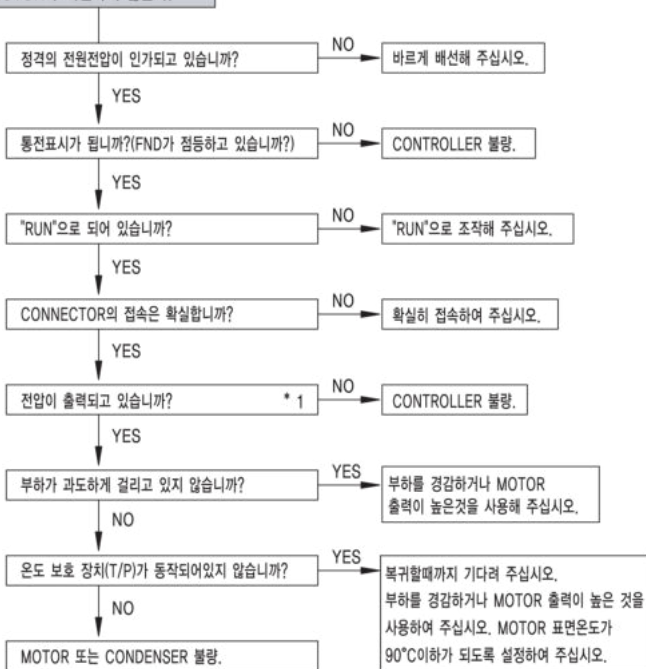 정격의 전원전압이 인가되고 있습니까?
NO
바르게 배선해 주십시오.
YES
통전표시가 됩니까?(FND가 점등하고 있습니까?)
NO
CONTROLLER 불량.
YES
"RUN"으로 되어 있습니까?
NO
"RUN"으로 조작해 주십시오.
YES
CONNECTOR의 접속은 확실합니까?
NO
확실히 접속하여 주십시오.
YES
전압이 출력되고 있습니까? * 1
NO
CONTROLLER 불량.
YES
부하가 과도하게 걸리고 있지 않습니까?
YES
부하를 경감하거나 MOTOR
출력이 높은것을 사용해 주십시오.
NO
온도 보호 장치(T/P)가 동작되어있지 않습니까?
YES
복귀할때까지 기다려 주십시오.
부하를 경감하거나 MOTOR 출력이 높은 것을
사용하여 주십시오. MOTOR 표면온도가
90°C이하가 되도록 설정하여 주십시오.
NO
MOTOR 또는 CONDENSER 불량.